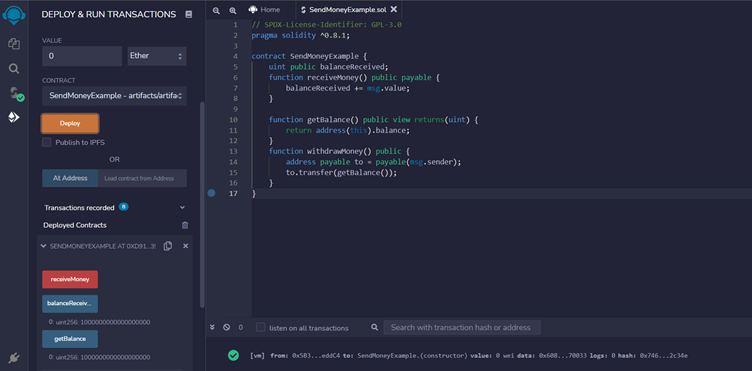 DEPLOY & RUN TRANSACTIONS
VALUE
0
Ether
CONTRACT
SendMoneyExample - artifacts/artifa
Deploy
Publish to IPFS
OR
At Address
Load contract from Address
Transactions recorded 8
Deployed Contracts
SENDMONEYEXAMPLE AT 0XD91...3
receiveMoney
balanceReceiv...
0: uint256: 1000000000000000000
getBalance
0: uint256: 1000000000000000000
Home
SendMoneyExample.sol
1 // SPDX-License-Identifier: GPL-3.0
2 pragma solidity ^0.8.1;
3
4 contract SendMoneyExample {
5 uint public balanceReceived;
6 function receiveMoney() public payable {
7 balanceReceived += msg.value;
8 }
9
10 function getBalance() public view returns(uint) {
11 return address(this).balance;
12 }
13 function withdrawMoney() public {
14 address payable to = payable(msg.sender);
15 to.transfer(getBalance());
16 }
17 }
0
listen on all transactions
Search with transaction hash or address
[vm] from: 0x5B3...eddC4 to: SendMoneyExample.(constructor) value: 0 wei data: 0x608...70033 logs: 0 hash: 0x746...2c34e